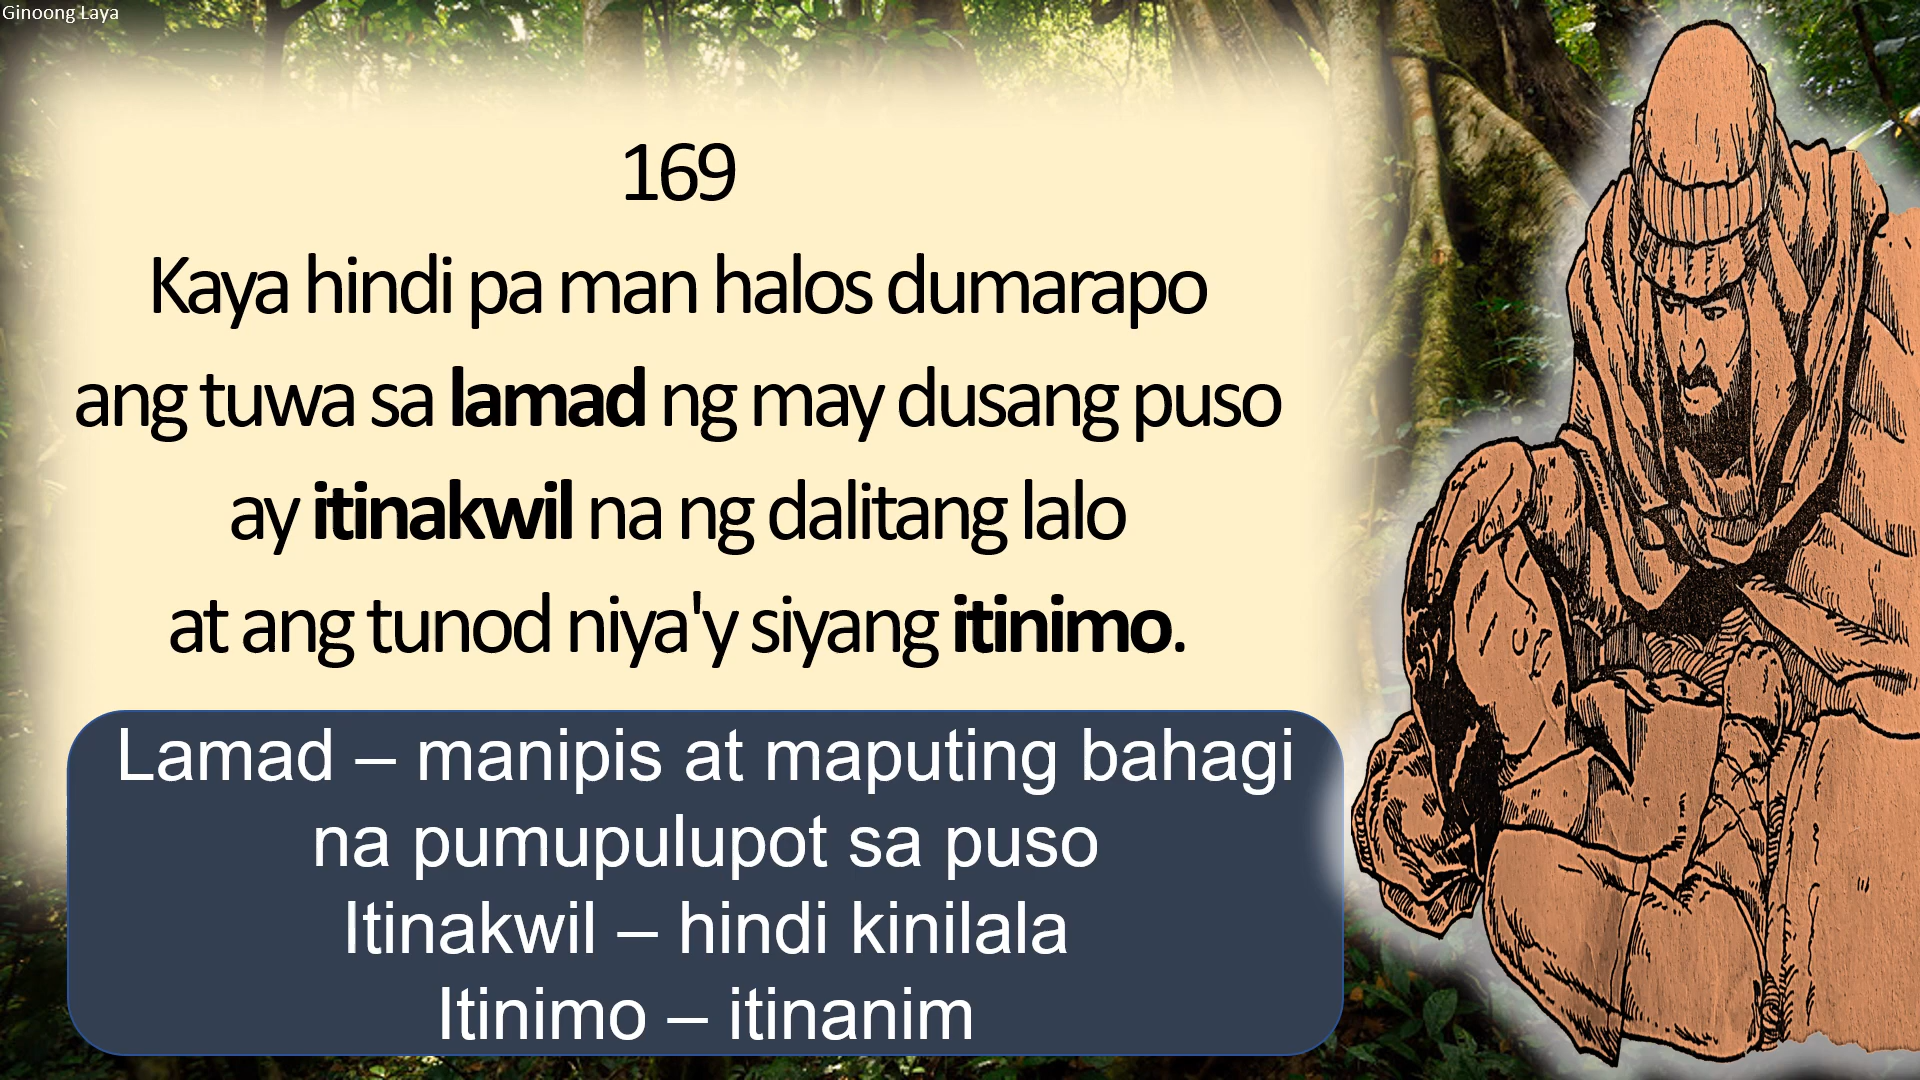 Ginoong Laya
169
Kaya hindi pa man halos dumarapo
ang tuwa sa lamad ng may dusang puso
ay itinakwil na ng dalitang lalo
at ang tunod niya'y siyang itinimo.
Lamad – manipis at maputing bahagi
na pumupulupot sa puso
Itinakwil – hindi kinilala
Itinimo – itinanim